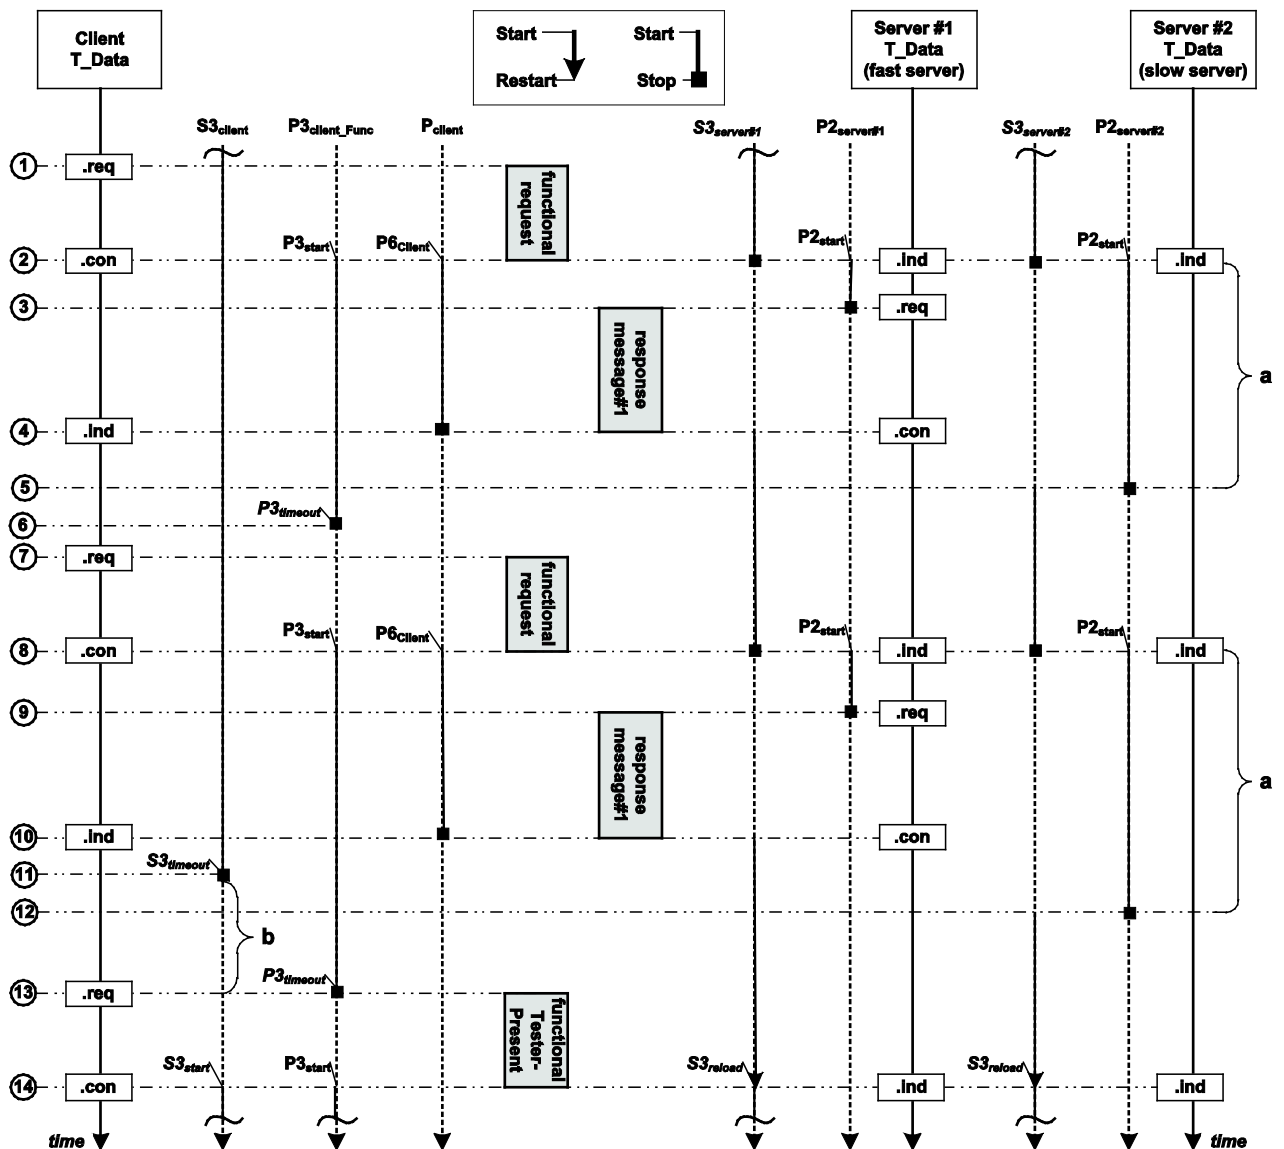 Client
T_Data
Start
Restart
Start
Stop
Server #1
T_Data
(fast server)
Server #2
T_Data
(slow server)
S3client
P3client_Func
Pclient
S3server#1
P2server#1
S3server#2
P2server#2
1
.req
functional
request
P3start
P6Client
P2start
P2start
2
.con
.ind
.ind
3
.req
response
message#1
a
4
.ind
.con
5
P3timeout
6
7
.req
functional
request
P3start
P6Client
P2start
P2start
8
.con
.ind
.ind
9
.req
response
message#1
a
10
.ind
.con
S3timeout
11
12
b
P3timeout
13
.req
functional
Tester-
Present
S3start
P3start
S3reload
S3reload
14
.con
.ind
.ind
time
time